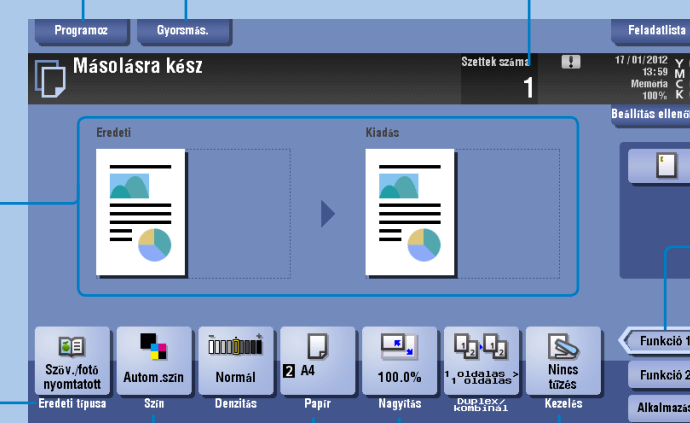 Programoz
Gyorsmás.
Feladatlista
Másolásra kész
Szettek száma
1
17/01/2012
13:59
Memória
100%
Y
M
C
K
Beállítás
Eredeti
Kiadás
Funkció 1
Funkció 2
Szöv./fotó
nyomtatott
Autom.szín
Normál
2 A4
100.0%
1 oldalas >
1 oldalas
Nincs
tűzés
Eredeti típusa
Szín
Denzitás
Papír
Nagyítás
Duplex/
kombinál
Kezelés